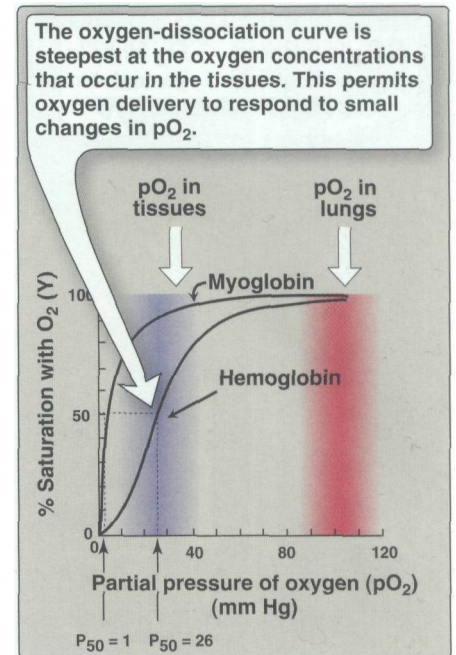 The oxygen-dissociation curve is
steepest at the oxygen concentrations
that occur in the tissues. This permits
oxygen delivery to respond to small
changes in pO₂.
pO₂ in
tissues
pO₂ in
lungs
% Saturation with O₂ (Y)
Myoglobin
Hemoglobin
50
0
0
40
80
120
Partial pressure of oxygen (pO₂)
(mm Hg)
P₅₀ = 1
P₅₀ = 26